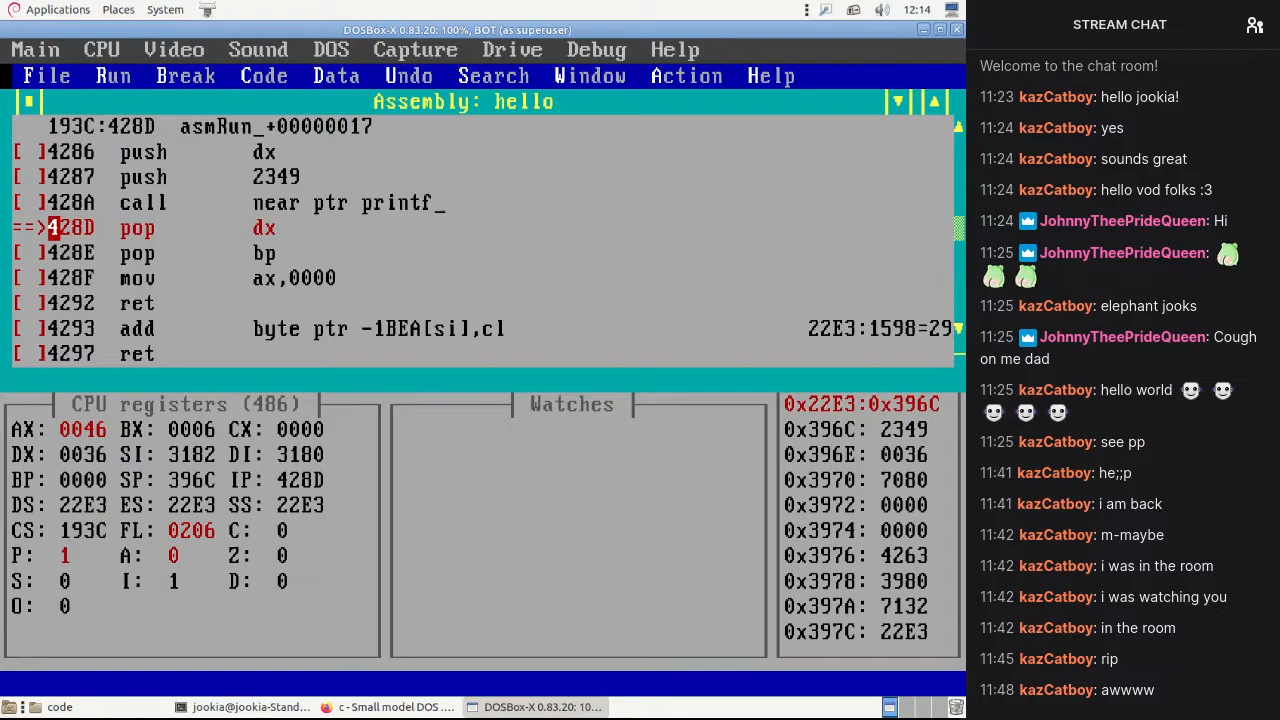 Applications Places System
12:14
DOSBox-X 0.83.20: 100%, BOT (as superuser)
Main CPU Video Sound DOS Capture Drive Debug Help
File Run Break Code Data Undo Search Window Action Help
Assembly: hello
193C:428D asmRun_+00000017
[ ]4286 push dx
[ ]4287 push 2349
[ ]428A call near ptr printf_
==>428D pop dx
[ ]428E pop bp
[ ]428F mov ax,0000
[ ]4292 ret
[ ]4293 add byte ptr -1BEA[si],cl 22E3:1598=29
[ ]4297 ret
CPU registers (486)
AX: 0046 BX: 0006 CX: 0000
DX: 0036 SI: 3182 DI: 3180
BP: 0000 SP: 396C IP: 428D
DS: 22E3 ES: 22E3 SS: 22E3
CS: 193C FL: 0206 C: 0
P: 1 A: 0 Z: 0
S: 0 I: 1 D: 0
O: 0
Watches
0x22E3:0x396C
0x396C: 2349
0x396E: 0036
0x3970: 7080
0x3972: 0000
0x3974: 0000
0x3976: 4263
0x3978: 3980
0x397A: 7132
0x397C: 22E3
code
jookia@jookia-Stand...
c - Small model DOS ....
DOSBox-X 0.83.20: 10...
STREAM CHAT
Welcome to the chat room!
11:23 kazCatboy: hello jookia!
11:24 kazCatboy: yes
11:24 kazCatboy: sounds great
11:24 kazCatboy: hello vod folks :3
11:24 JohnnyTheePrideQueen: Hi
11:25 JohnnyTheePrideQueen:
11:25 kazCatboy: elephant jooks
11:25 JohnnyTheePrideQueen: Cough
on me dad
11:25 kazCatboy: hello world
11:25 kazCatboy: see pp
11:41 kazCatboy: he;;p
11:41 kazCatboy: i am back
11:42 kazCatboy: m-maybe
11:42 kazCatboy: i was in the room
11:42 kazCatboy: i was watching you
11:42 kazCatboy: in the room
11:45 kazCatboy: rip
11:48 kazCatboy: awwww